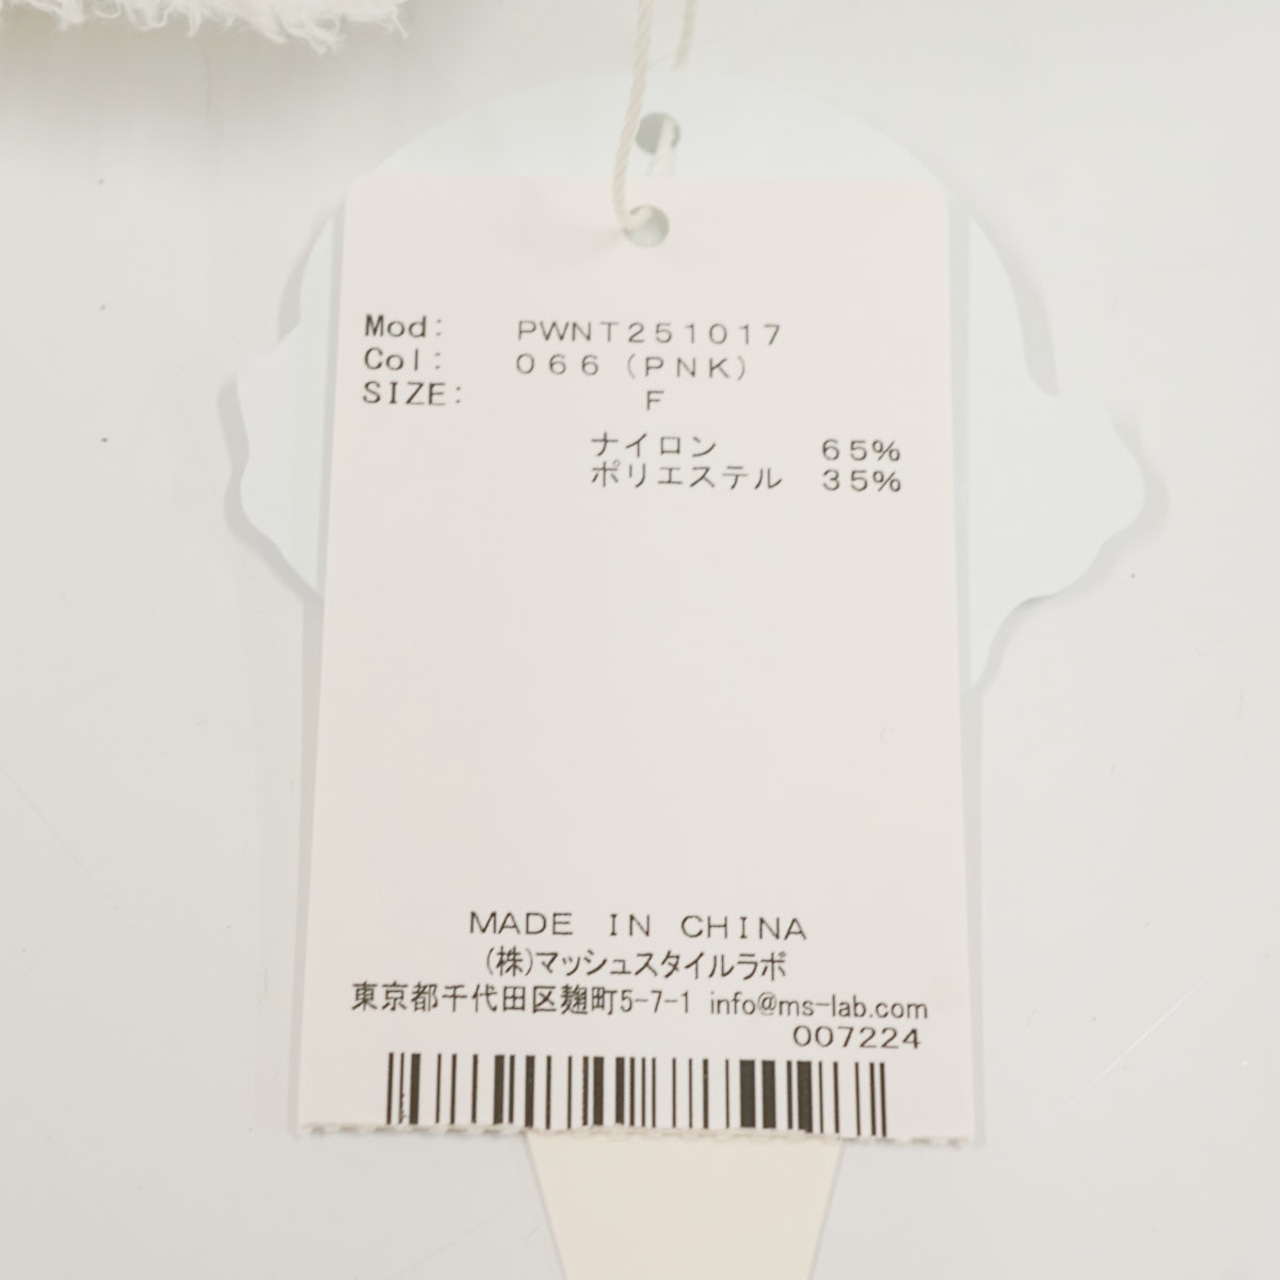 Mod: PWNT251017
Col: 066(PNK)
SIZE: F
ナイロン 65%
ポリエステル 35%
MADE IN CHINA
(株)マッシュスタイルラボ
東京都千代田区麹町5-7-1 info@ms-lab.com
007224